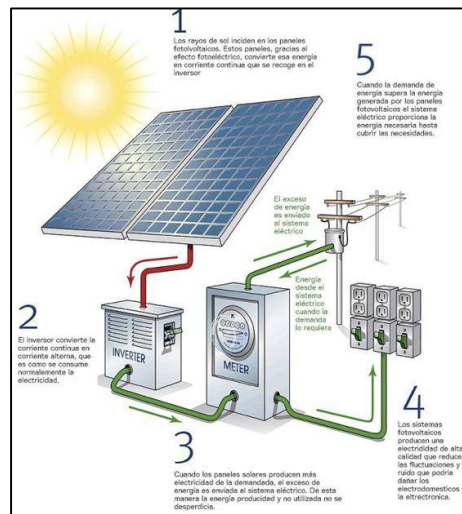 1
Los rayos de sol inciden en los paneles
fotolvoltaicos. Estos paneles, gracias al
efecto fotoeléctrico, convierte esa energía
en corriente continua que se recoge en el
inversor
5
Cuando la demanda de
energía supera la energía
generada por los paneles
fotovoltaicos el sistema
eléctrico proporciona la
energía necesaria hasta
cubrir las necesidades.
El exceso
de energía
es enviado
al sistema
eléctrico
Energía
desde el
sistema
eléctrico
cuando la
demanda
lo requiera
2
El inversor convierte la
corriente continua en
corriente alterna, que
es como se consume
normalmente la
electricidad.
INVERTER
METER
3
Cuando los paneles solares producen más
electricidad de la demandada, el exceso de
energía es enviada al sistema eléctrico. De esta
manera la energía producidad y no utilizada no se
desperdicia.
4
Los sistemas
fotovoltaicos
producen una
electrididad de alta
calidad que reduce
las fluctuaciones y
ruido que podría
dañar los
electrodomesticos
la eltrectronica.